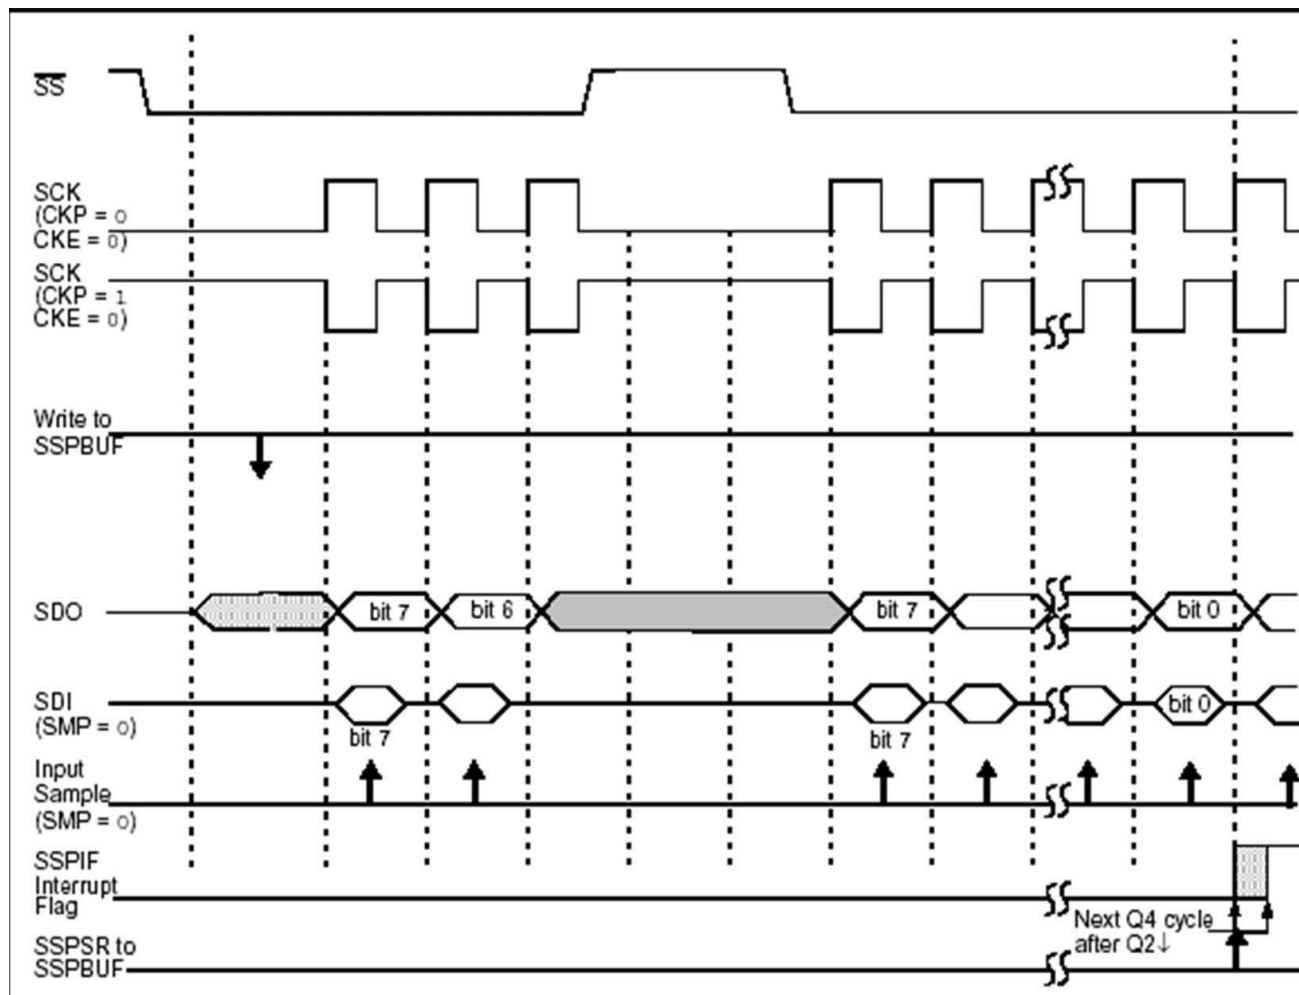 SS
SCK
(CKP = 0
CKE = 0)
SCK
(CKP = 1
CKE = 0)
Write to
SSPBUF
SDO
bit 7
bit 6
bit 7
bit 0
SDI
(SMP = 0)
bit 7
bit 7
bit 0
Input
Sample
(SMP = 0)
SSPIF
Interrupt
Flag
Next Q4 cycle
after Q2↓
SSPSR to
SSPBUF